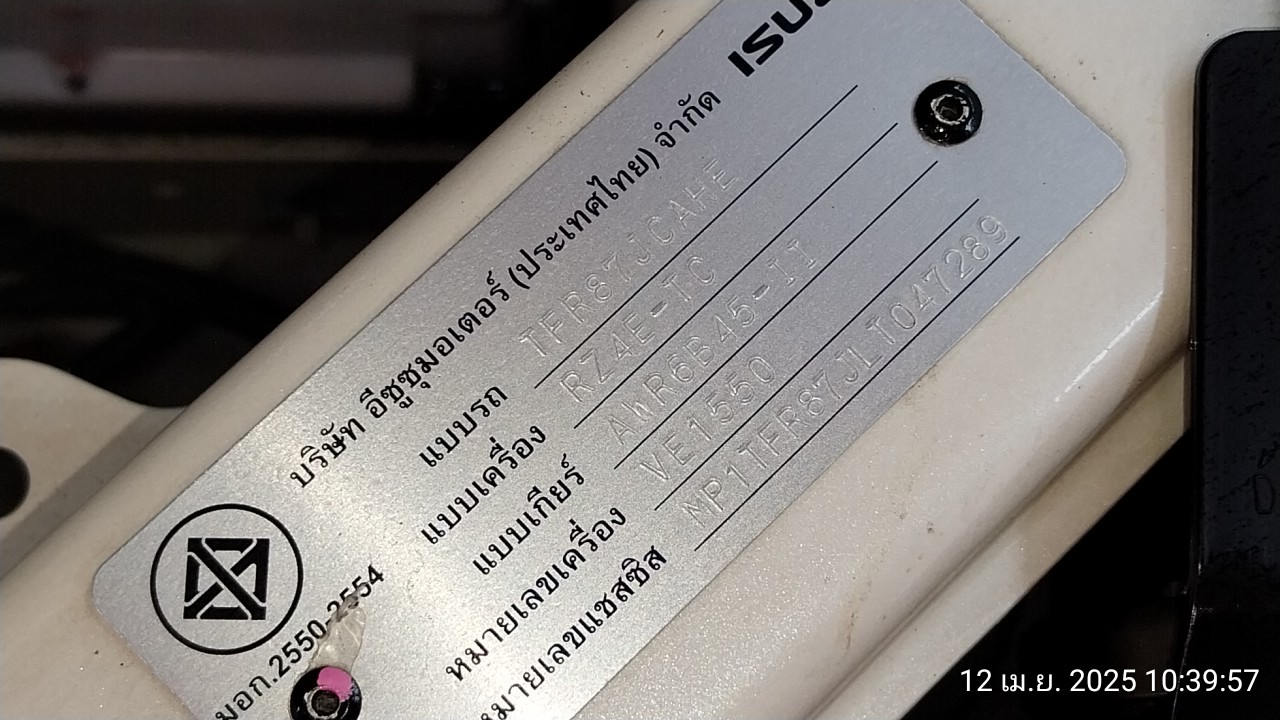 ISUZ
บริษัท อีซูซุมอเตอร์ (ประเทศไทย) จำกัด
แบบรถ TFR87JCAHE
แบบเครื่อง RZ4E-TC
แบบเกียร์ AhR6B45-II
หมายเลขเครื่อง VE1550
หมายเลขแชสซิส MP1TFR87JLT047289
มอก.2550-2554
12 เม.ย. 2025 10:39:57